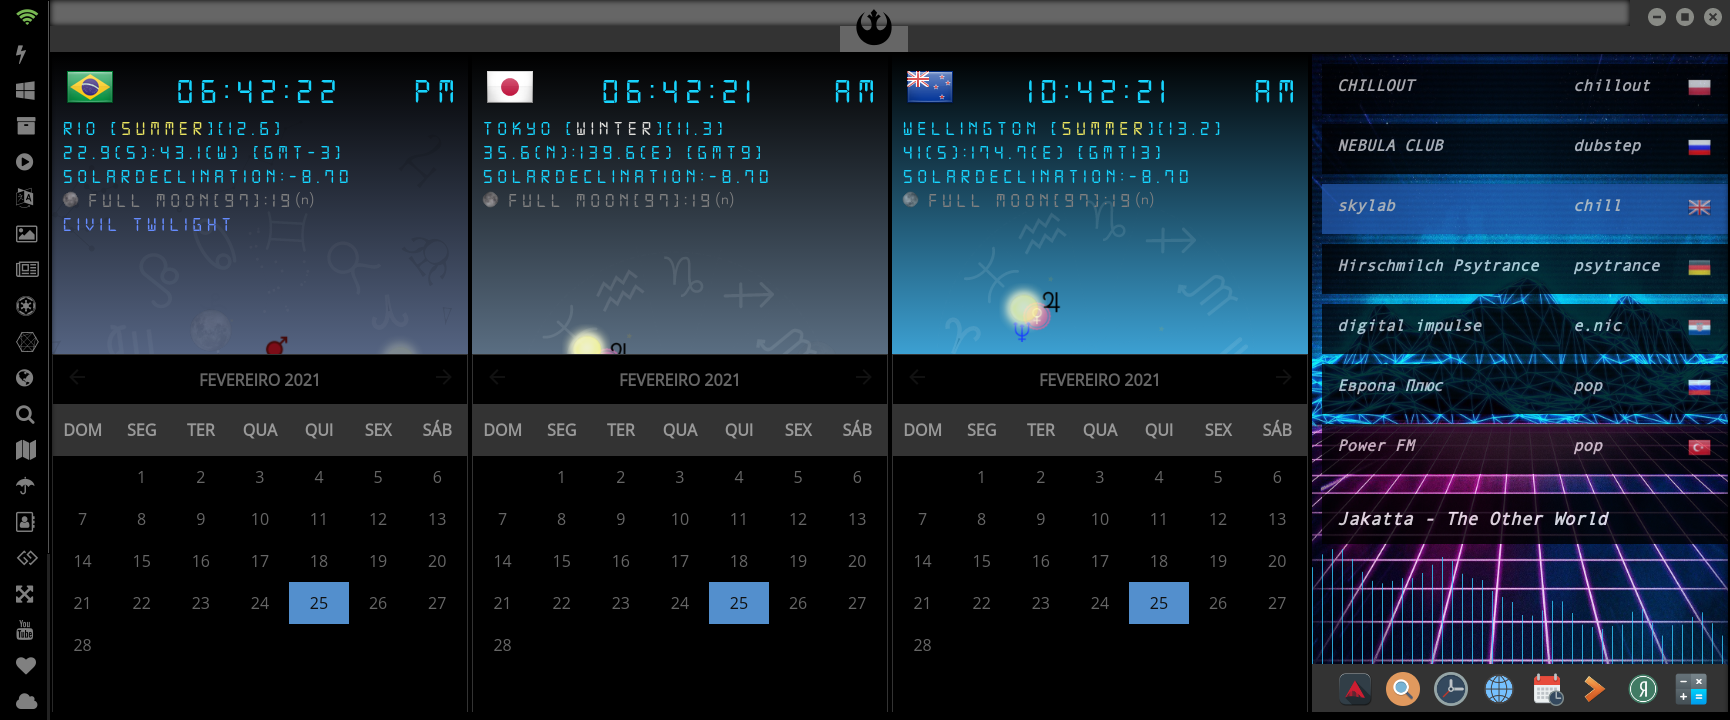 06:42:22 PM
RIO [SUMMER][12.6]
22.9(S):43.1(W) [GMT-3]
SOLARDECLINATION:-8.70
FULL MOON[97]:19(n)
CIVIL TWILIGHT
FEVEREIRO 2021
DOM SEG TER QUA QUI SEX SÁB
1 2 3 4 5 6
7 8 9 10 11 12 13
14 15 16 17 18 19 20
21 22 23 24 25 26 27
28
06:42:21 AM
TOKYO [WINTER][11.3]
35.6(N):139.6(E) [GMT9]
SOLARDECLINATION:-8.70
FULL MOON[97]:19(n)
FEVEREIRO 2021
DOM SEG TER QUA QUI SEX SÁB
1 2 3 4 5 6
7 8 9 10 11 12 13
14 15 16 17 18 19 20
21 22 23 24 25 26 27
28
10:42:21 AM
WELLINGTON [SUMMER][13.2]
41(S):174.7(E) [GMT13]
SOLARDECLINATION:-8.70
FULL MOON[97]:19(n)
FEVEREIRO 2021
DOM SEG TER QUA QUI SEX SÁB
1 2 3 4 5 6
7 8 9 10 11 12 13
14 15 16 17 18 19 20
21 22 23 24 25 26 27
28
CHILLOUT chillout
NEBULA CLUB dubstep
skylab chill
Hirschmilch Psytrance psytrance
digital impulse e.nic
Европа Плюс pop
Power FM pop
Jakatta - The Other World
You Tube
Я